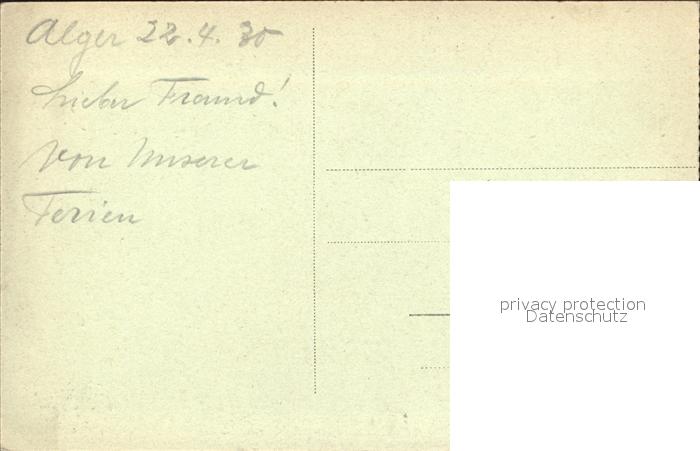 Alger 22.4.30
Lieber Freund!
Von Unserer
Ferien
privacy protection
Datenschutz